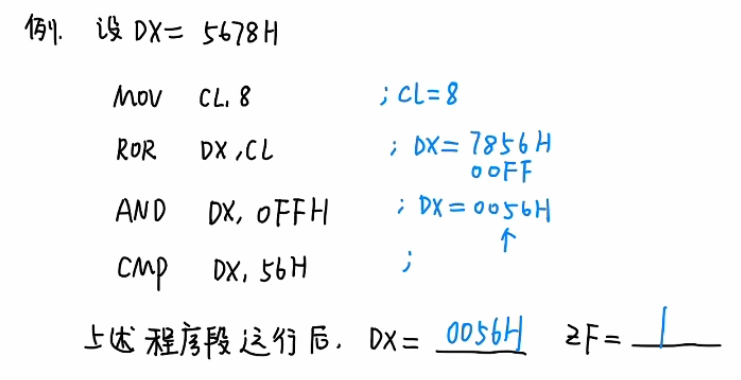 例. 设 DX= 5678H
MOV CL, 8 ; CL=8
ROR DX, CL ; DX= 7856H
00FF
AND DX, 0FFH ; DX=0056H
↑
CMP DX, 56H ;
上述程序段运行后. DX= 0056H ZF= 1